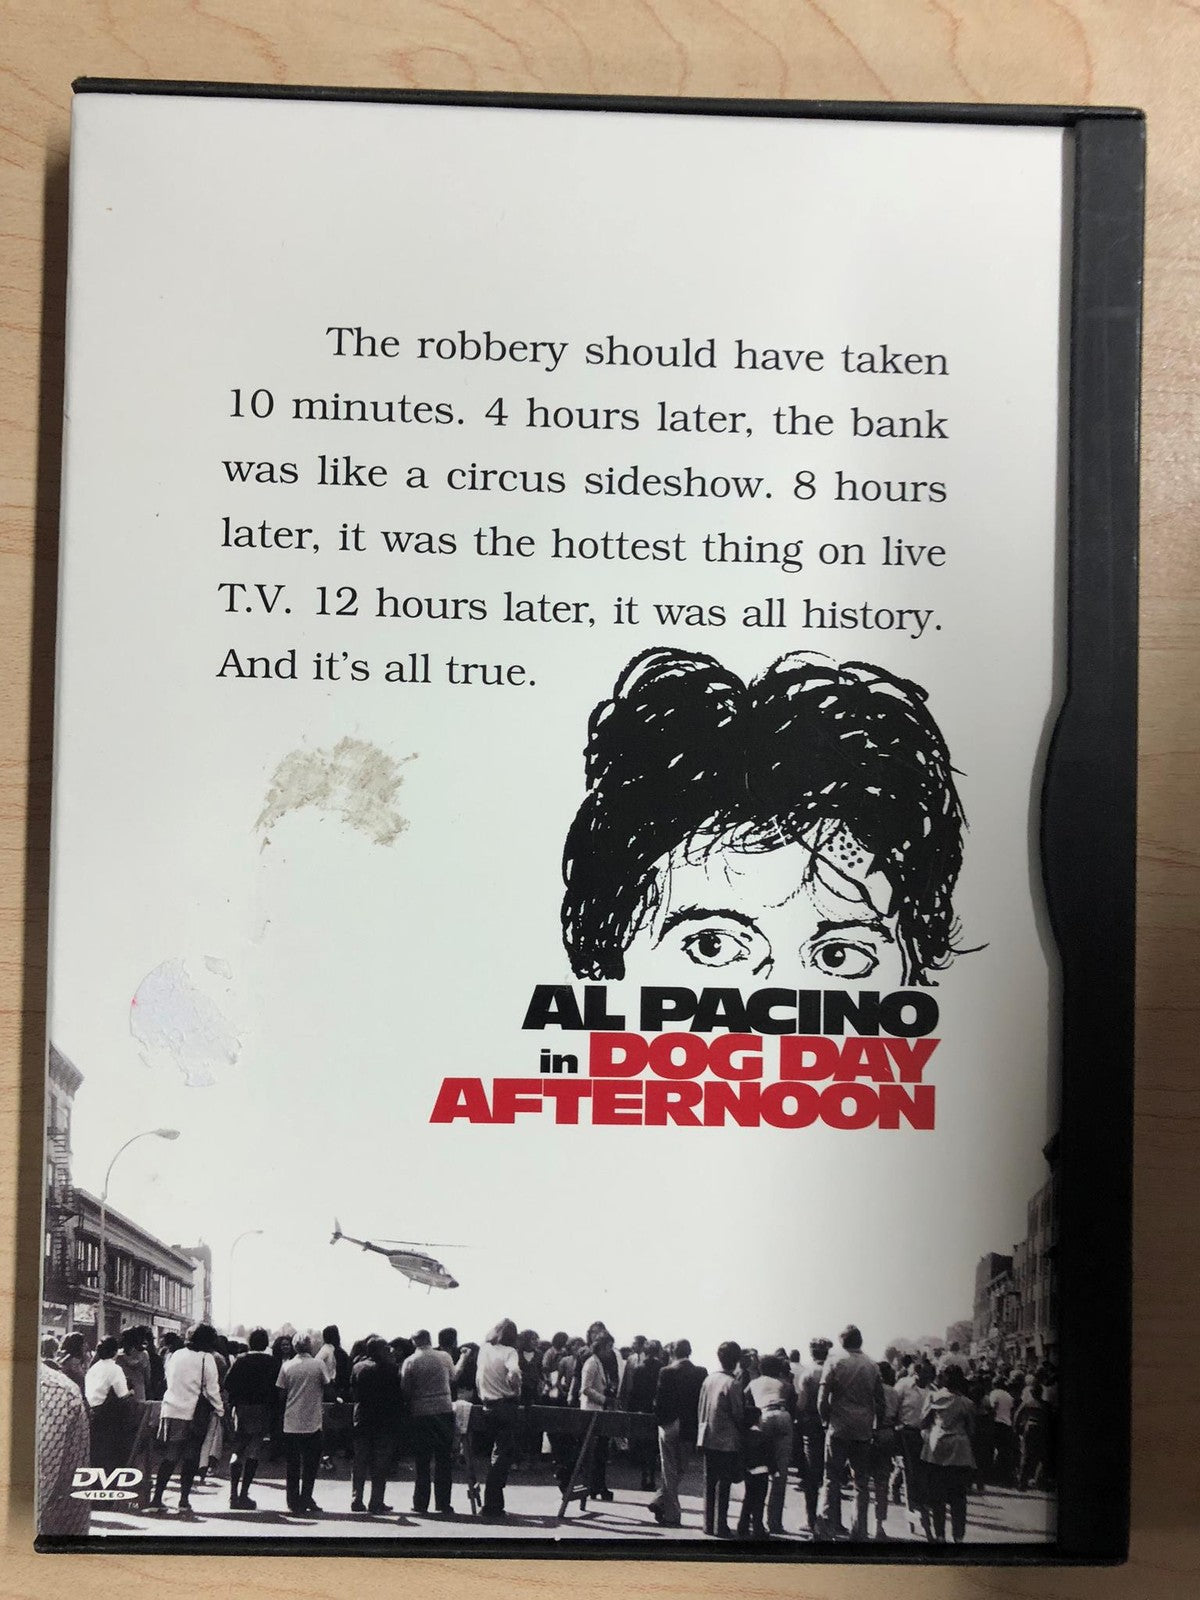 The robbery should have taken
10 minutes. 4 hours later, the bank
was like a circus sideshow. 8 hours
later, it was the hottest thing on live
T.V. 12 hours later, it was all history.
And it's all true.
AL PACINO
in DOG DAY
AFTERNOON
DVD
VIDEO
TM